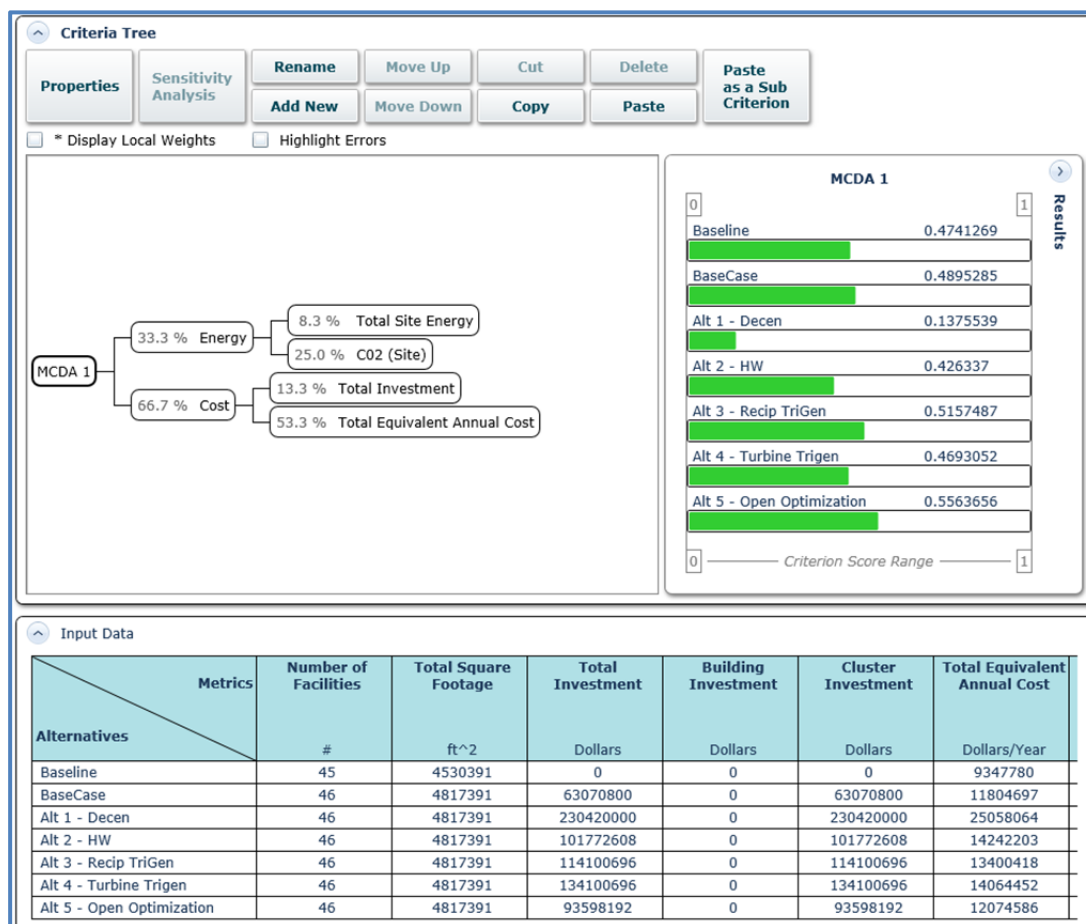 Criteria Tree
Properties
Sensitivity
Analysis
Rename
Move Up
Cut
Delete
Paste
as a Sub
Criterion
Add New
Move Down
Copy
Paste
* Display Local Weights
Highlight Errors
MCDA 1
33.3 % Energy
8.3 % Total Site Energy
25.0 % C02 (Site)
66.7 % Cost
13.3 % Total Investment
53.3 % Total Equivalent Annual Cost
MCDA 1
Results
0 1
Baseline 0.4741269
BaseCase 0.4895285
Alt 1 - Decen 0.1375539
Alt 2 - HW 0.426337
Alt 3 - Recip TriGen 0.5157487
Alt 4 - Turbine Trigen 0.4693052
Alt 5 - Open Optimization 0.5563656
0 Criterion Score Range 1
Input Data
Metrics
Alternatives
Number of
Facilities
#
Total Square
Footage
ft^2
Total
Investment
Dollars
Building
Investment
Dollars
Cluster
Investment
Dollars
Total Equivalent
Annual Cost
Dollars/Year
Baseline 45 4530391 0 0 0 9347780
BaseCase 46 4817391 63070800 0 63070800 11804697
Alt 1 - Decen 46 4817391 230420000 0 230420000 25058064
Alt 2 - HW 46 4817391 101772608 0 101772608 14242203
Alt 3 - Recip TriGen 46 4817391 114100696 0 114100696 13400418
Alt 4 - Turbine Trigen 46 4817391 134100696 0 134100696 14064452
Alt 5 - Open Optimization 46 4817391 93598192 0 93598192 12074586